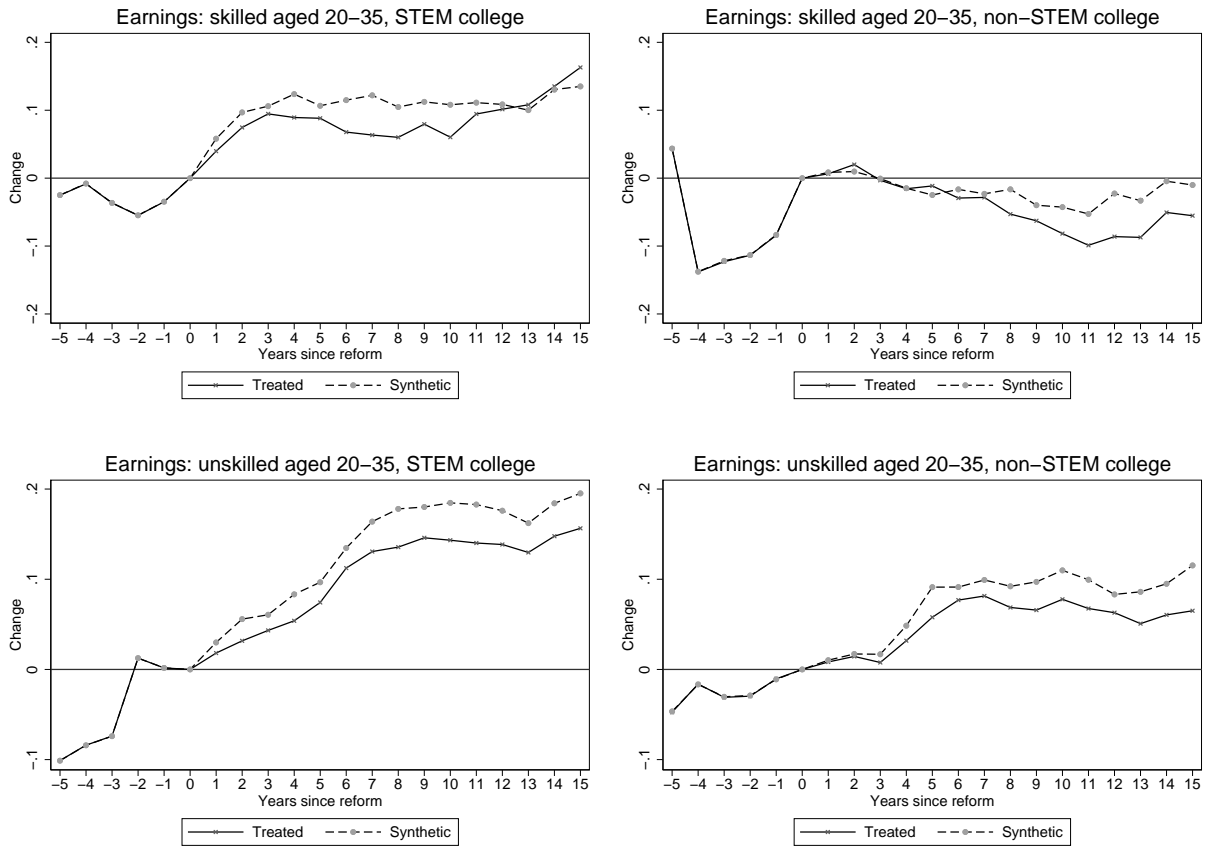 Earnings: skilled aged 20−35, STEM college
Change
.2
.1
0
−.1
−.2
−5 −4 −3 −2 −1 0 1 2 3 4 5 6 7 8 9 10 11 12 13 14 15
Years since reform
Treated Synthetic
Earnings: skilled aged 20−35, non−STEM college
Change
.2
.1
0
−.1
−.2
−5 −4 −3 −2 −1 0 1 2 3 4 5 6 7 8 9 10 11 12 13 14 15
Years since reform
Treated Synthetic
Earnings: unskilled aged 20−35, STEM college
Change
.2
.1
0
−.1
−5 −4 −3 −2 −1 0 1 2 3 4 5 6 7 8 9 10 11 12 13 14 15
Years since reform
Treated Synthetic
Earnings: unskilled aged 20−35, non−STEM college
Change
.2
.1
0
−.1
−5 −4 −3 −2 −1 0 1 2 3 4 5 6 7 8 9 10 11 12 13 14 15
Years since reform
Treated Synthetic